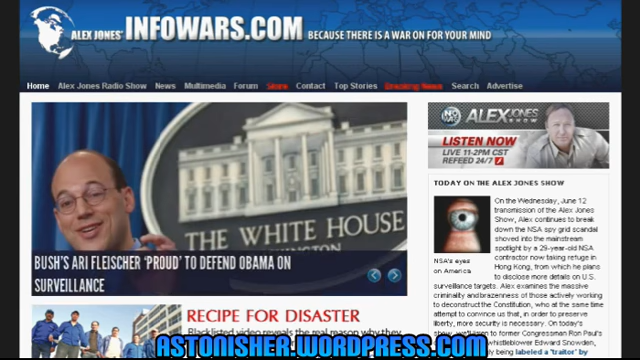 ALEX JONES' INFOWARS.COM BECAUSE THERE IS A WAR ON FOR YOUR MIND
Home Alex Jones Radio Show News Multimedia Forum Store Contact Top Stories Breaking News Search Advertise
THE WHITE HOUSE
BUSH'S ARI FLEISCHER 'PROUD' TO DEFEND OBAMA ON
SURVEILLANCE
RECIPE FOR DISASTER
Blacklisted video reveals the real reason why they
ALEX JONES
SHOW
LISTEN NOW
LIVE 11-2PM CST
REFEED 24/7
TODAY ON THE ALEX JONES SHOW
NSA's eyes
on America
On the Wednesday, June 12
transmission of the Alex Jones
Show, Alex continues to break
down the NSA spy grid scandal
shoved into the mainstream
spotlight by a 29-year-old NSA
contractor now taking refuge in
Hong Kong, from which he plans
to disclose more details on U.S.
surveillance targets. Alex examines the massive
criminality and brazenness of those actively working
to deconstruct the Constitution, who at the same time
attempt to convince us that, in order to preserve
liberty, more security is necessary. On today's
listen to former Congressman Ron Paul's
whistleblower Edward Snowden,
being labeled a 'traitor' by
ASTONISHER.WORDPRESS.COM